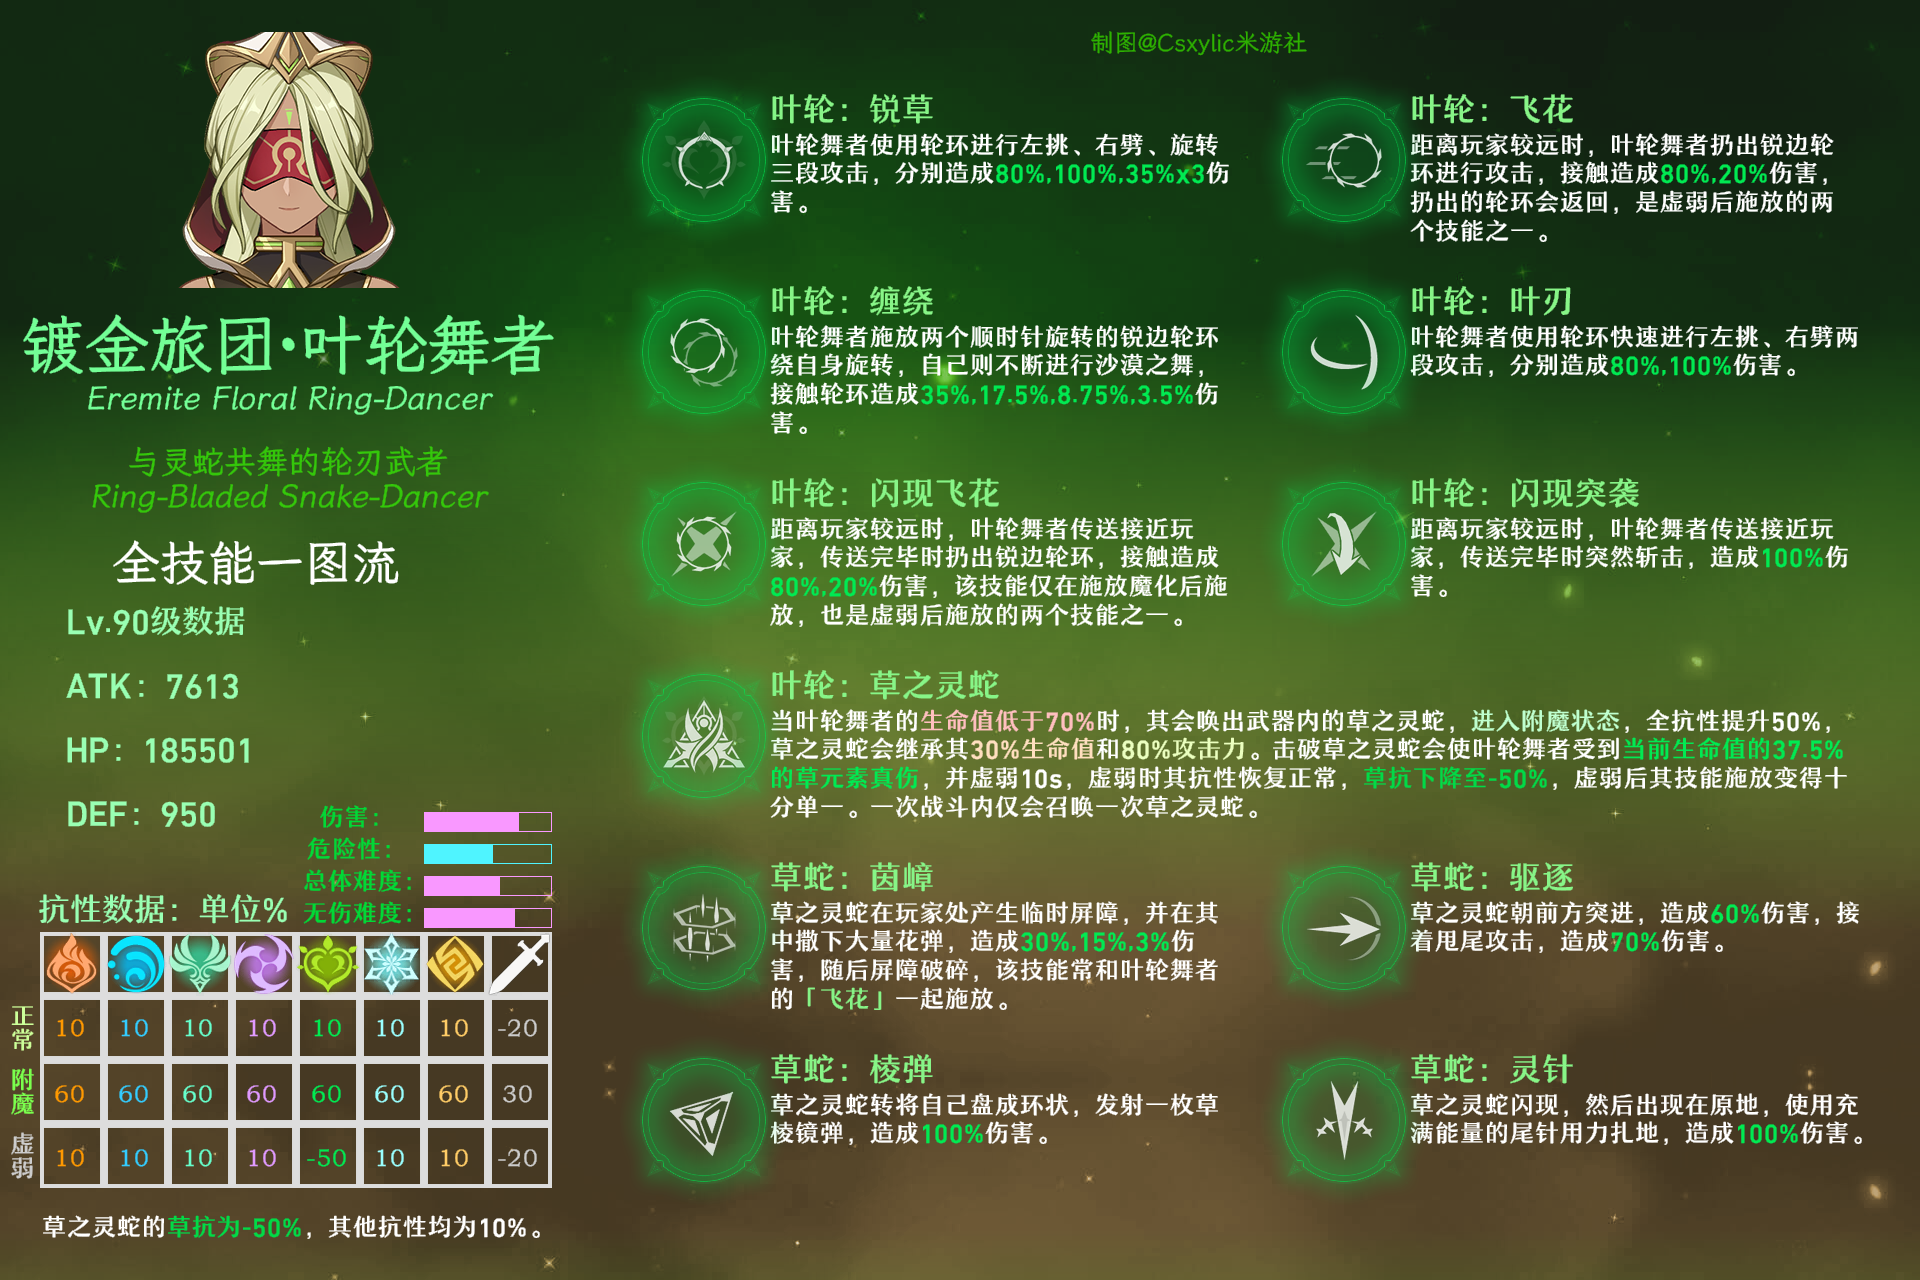 制图@Csxylic米游社
镀金旅团·叶轮舞者
Eremite Floral Ring-Dancer
与灵蛇共舞的轮刃武者
Ring-Bladed Snake-Dancer
全技能一图流
Lv.90级数据
ATK：7613
HP：185501
DEF：950
伤害：
危险性：
总体难度：
无伤难度：
抗性数据：单位%
正常 10 10 10 10 10 10 10 -20
附魔 60 60 60 60 60 60 60 30
虚弱 10 10 10 10 -50 10 10 -20
草之灵蛇的草抗为-50%，其他抗性均为10%。
叶轮：锐草
叶轮舞者使用轮环进行左挑、右劈、旋转
三段攻击，分别造成80%,100%,35%x3伤
害。
叶轮：飞花
距离玩家较远时，叶轮舞者扔出锐边轮
环进行攻击，接触造成80%,20%伤害，
扔出的轮环会返回，是虚弱后施放的两
个技能之一。
叶轮：缠绕
叶轮舞者施放两个顺时针旋转的锐边轮环
绕自身旋转，自己则不断进行沙漠之舞，
接触轮环造成35%,17.5%,8.75%,3.5%伤
害。
叶轮：叶刃
叶轮舞者使用轮环快速进行左挑、右劈两
段攻击，分别造成80%,100%伤害。
叶轮：闪现飞花
距离玩家较远时，叶轮舞者传送接近玩
家，传送完毕时扔出锐边轮环，接触造成
80%,20%伤害，该技能仅在施放魔化后施
放，也是虚弱后施放的两个技能之一。
叶轮：闪现突袭
距离玩家较远时，叶轮舞者传送接近玩
家，传送完毕时突然斩击，造成100%伤
害。
叶轮：草之灵蛇
当叶轮舞者的生命值低于70%时，其会唤出武器内的草之灵蛇，进入附魔状态，全抗性提升50%，
草之灵蛇会继承其30%生命值和80%攻击力。击破草之灵蛇会使叶轮舞者受到当前生命值的37.5%
的草元素真伤，并虚弱10s，虚弱时其抗性恢复正常，草抗下降至-50%，虚弱后其技能施放变得十
分单一。一次战斗内仅会召唤一次草之灵蛇。
草蛇：茵嶂
草之灵蛇在玩家处产生临时屏障，并在其
中撒下大量花弹，造成30%,15%,3%伤
害，随后屏障破碎，该技能常和叶轮舞者
的「飞花」一起施放。
草蛇：驱逐
草之灵蛇朝前方突进，造成60%伤害，接
着甩尾攻击，造成70%伤害。
草蛇：棱弹
草之灵蛇转将自己盘成环状，发射一枚草
棱镜弹，造成100%伤害。
草蛇：灵针
草之灵蛇闪现，然后出现在原地，使用充
满能量的尾针用力扎地，造成100%伤害。